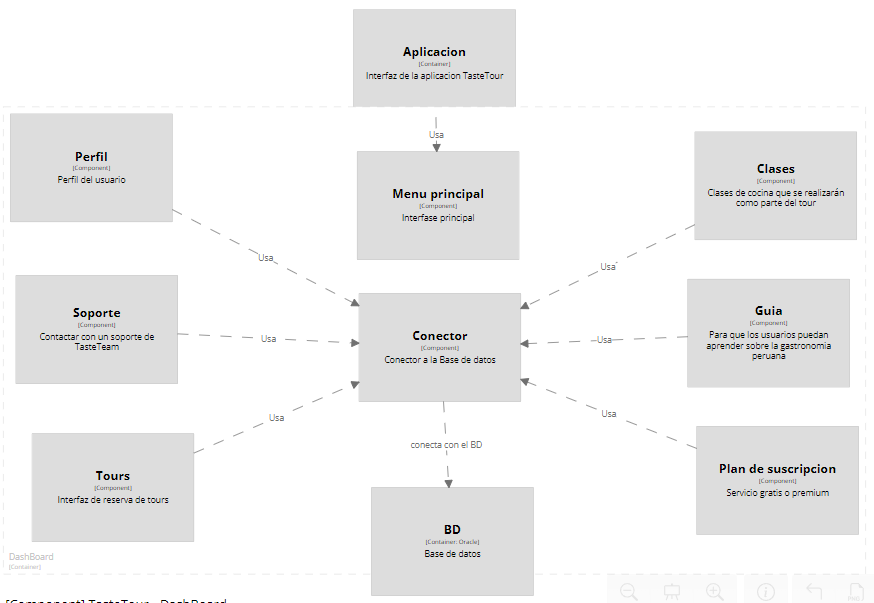 Aplicacion
[Container]
Interfaz de la aplicacion TasteTour
Usa
Perfil
[Component]
Perfil del usuario
Menu principal
[Component]
Interfase principal
Clases
[Component]
Clases de cocina que se realizarán
como parte del tour
Usa
Usa
Soporte
[Component]
Contactar con un soporte de
TasteTeam
Usa
Conector
[Component]
Conector a la Base de datos
Usa
Guia
[Component]
Para que los usuarios puedan
aprender sobre la gastronomia
peruana
Usa
Usa
conecta con el BD
Tours
[Component]
Interfaz de reserva de tours
Plan de suscripcion
[Component]
Servicio gratis o premium
BD
[Container: Oracle]
Base de datos
DashBoard
[Container]
[Component] TasteTour - DashBoard